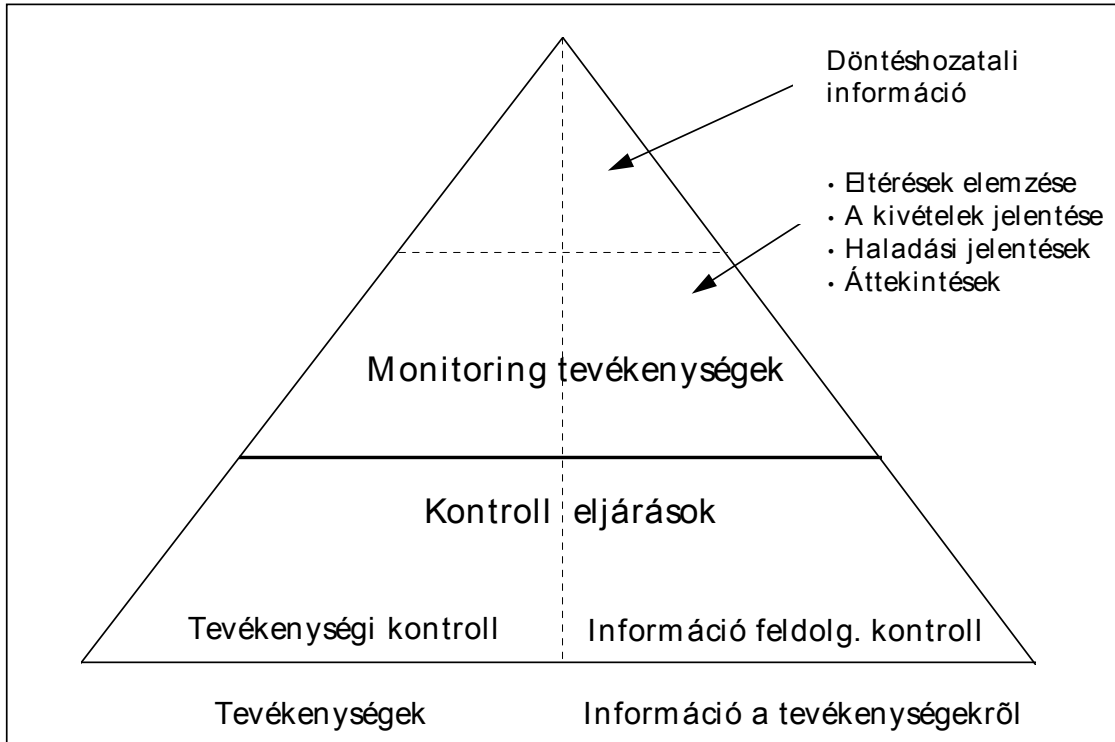 Döntéshozatali
információ
• Eltérések elemzése
• A kivételek jelentése
• Haladási jelentések
• Áttekintések
Monitoring tevékenységek
Kontroll eljárások
Tevékenységi kontroll
Információ feldolg. kontroll
Tevékenységek
Információ a tevékenységekrõl